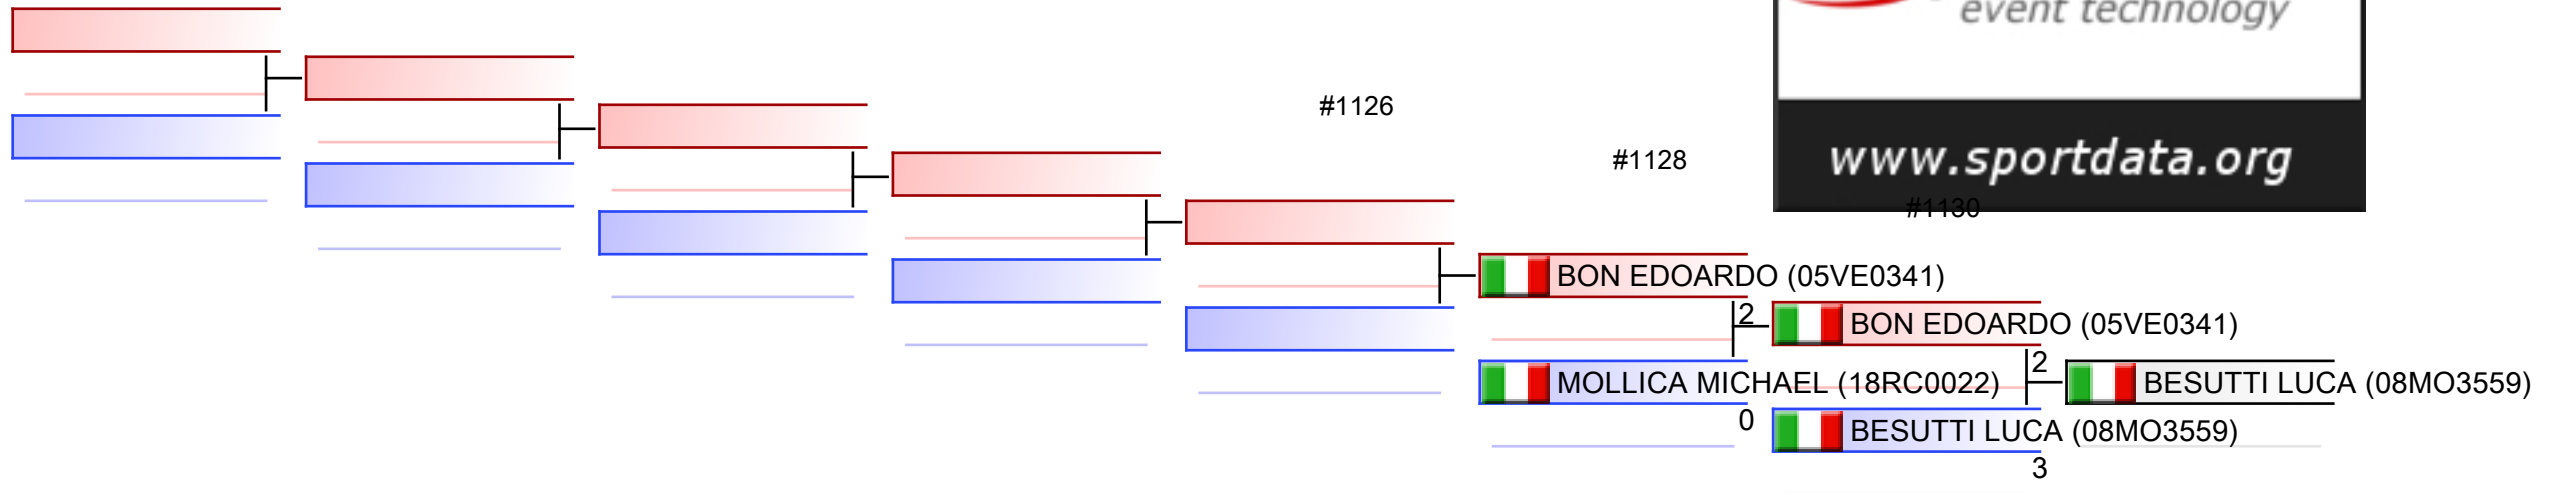 event technology
#1126
#1128
www.sportdata.org
#1130
BON EDOARDO (05VE0341)
2
BON EDOARDO (05VE0341)
2
MOLLICA MICHAEL (18RC0022)
BESUTTI LUCA (08MO3559)
0
BESUTTI LUCA (08MO3559)
3